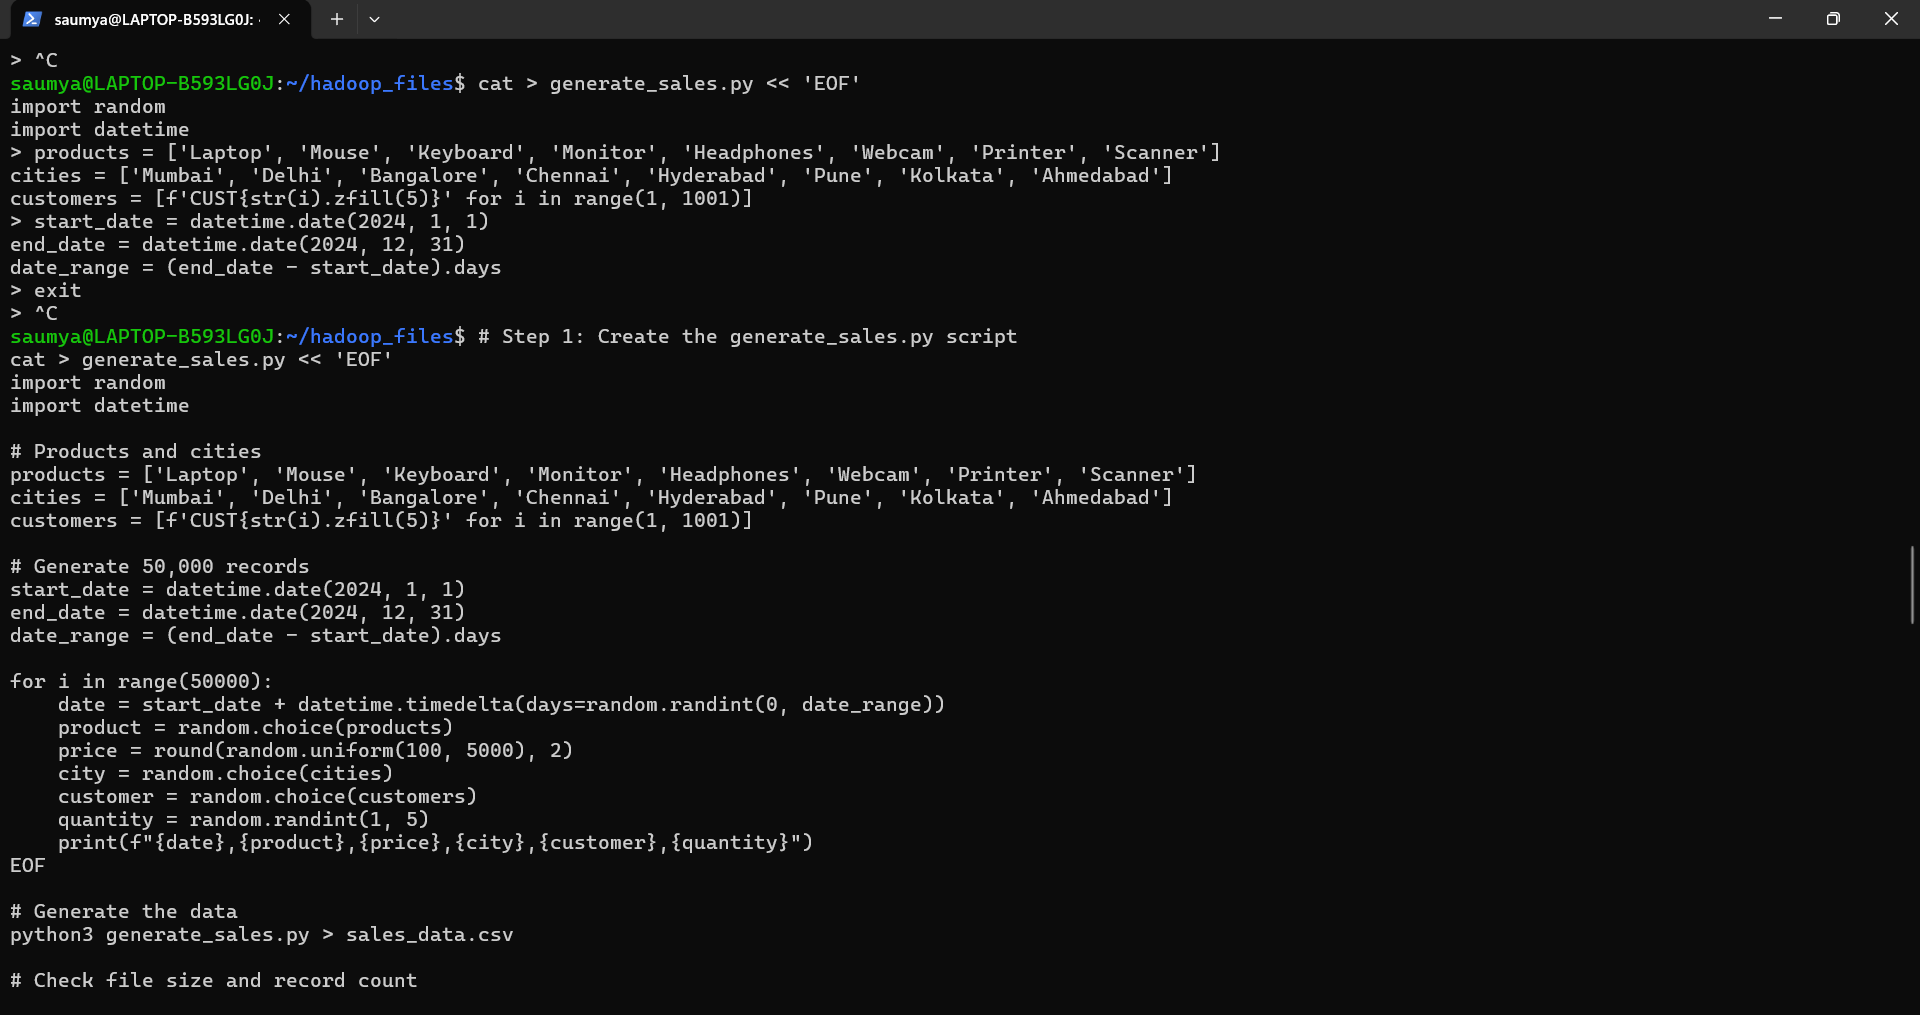 saumya@LAPTOP-B593LG0J: ·
> ^C
saumya@LAPTOP-B593LG0J:~/hadoop_files$ cat > generate_sales.py << 'EOF'
import random
import datetime
> products = ['Laptop', 'Mouse', 'Keyboard', 'Monitor', 'Headphones', 'Webcam', 'Printer', 'Scanner']
cities = ['Mumbai', 'Delhi', 'Bangalore', 'Chennai', 'Hyderabad', 'Pune', 'Kolkata', 'Ahmedabad']
customers = [f'CUST{str(i).zfill(5)}' for i in range(1, 1001)]
> start_date = datetime.date(2024, 1, 1)
end_date = datetime.date(2024, 12, 31)
date_range = (end_date - start_date).days
> exit
> ^C
saumya@LAPTOP-B593LG0J:~/hadoop_files$ # Step 1: Create the generate_sales.py script
cat > generate_sales.py << 'EOF'
import random
import datetime

# Products and cities
products = ['Laptop', 'Mouse', 'Keyboard', 'Monitor', 'Headphones', 'Webcam', 'Printer', 'Scanner']
cities = ['Mumbai', 'Delhi', 'Bangalore', 'Chennai', 'Hyderabad', 'Pune', 'Kolkata', 'Ahmedabad']
customers = [f'CUST{str(i).zfill(5)}' for i in range(1, 1001)]

# Generate 50,000 records
start_date = datetime.date(2024, 1, 1)
end_date = datetime.date(2024, 12, 31)
date_range = (end_date - start_date).days

for i in range(50000):
    date = start_date + datetime.timedelta(days=random.randint(0, date_range))
    product = random.choice(products)
    price = round(random.uniform(100, 5000), 2)
    city = random.choice(cities)
    customer = random.choice(customers)
    quantity = random.randint(1, 5)
    print(f"{date},{product},{price},{city},{customer},{quantity}")
EOF

# Generate the data
python3 generate_sales.py > sales_data.csv

# Check file size and record count